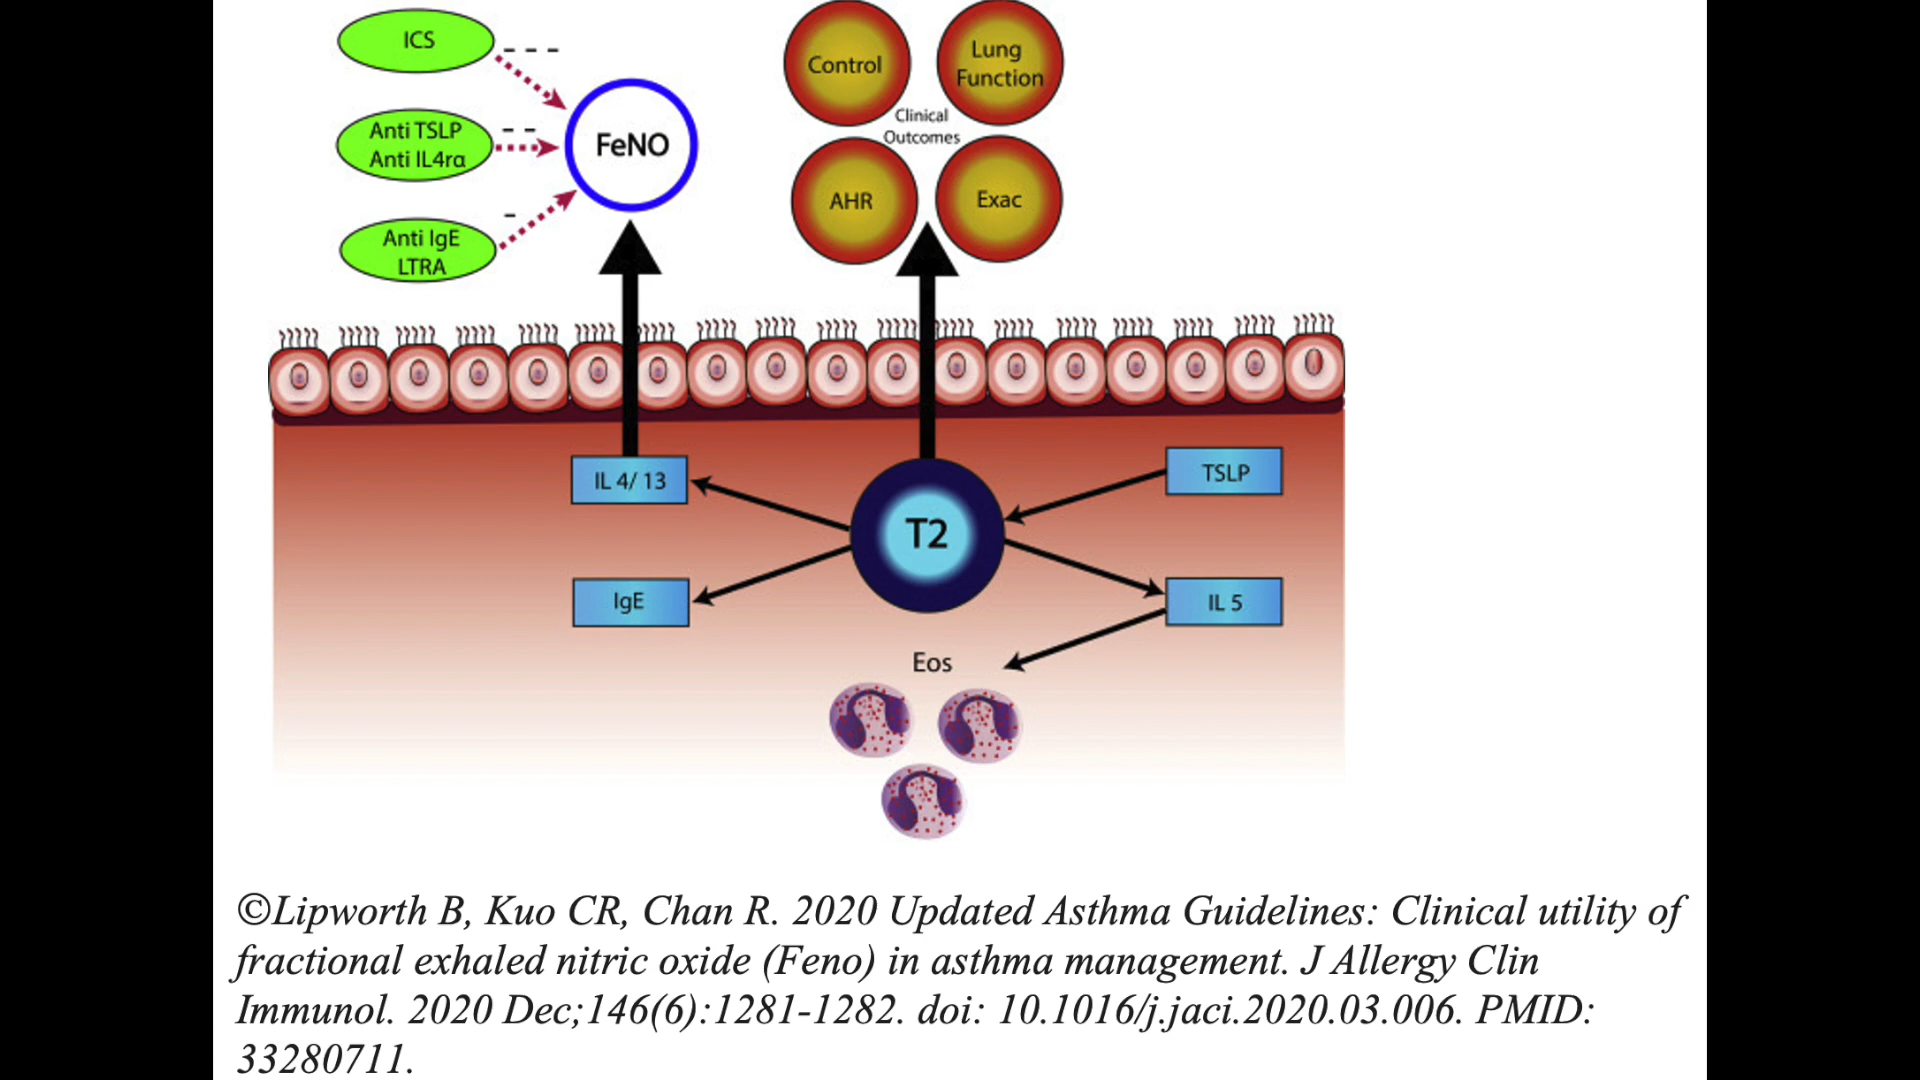 ICS
- - -
Anti TSLP
Anti IL4rα
- -
Anti IgE
LTRA
-
FeNO
Control
Lung
Function
Clinical
Outcomes
AHR
Exac
IL 4/ 13
T2
TSLP
IgE
IL 5
Eos
©Lipworth B, Kuo CR, Chan R. 2020 Updated Asthma Guidelines: Clinical utility of
fractional exhaled nitric oxide (Feno) in asthma management. J Allergy Clin
Immunol. 2020 Dec;146(6):1281-1282. doi: 10.1016/j.jaci.2020.03.006. PMID:
33280711.